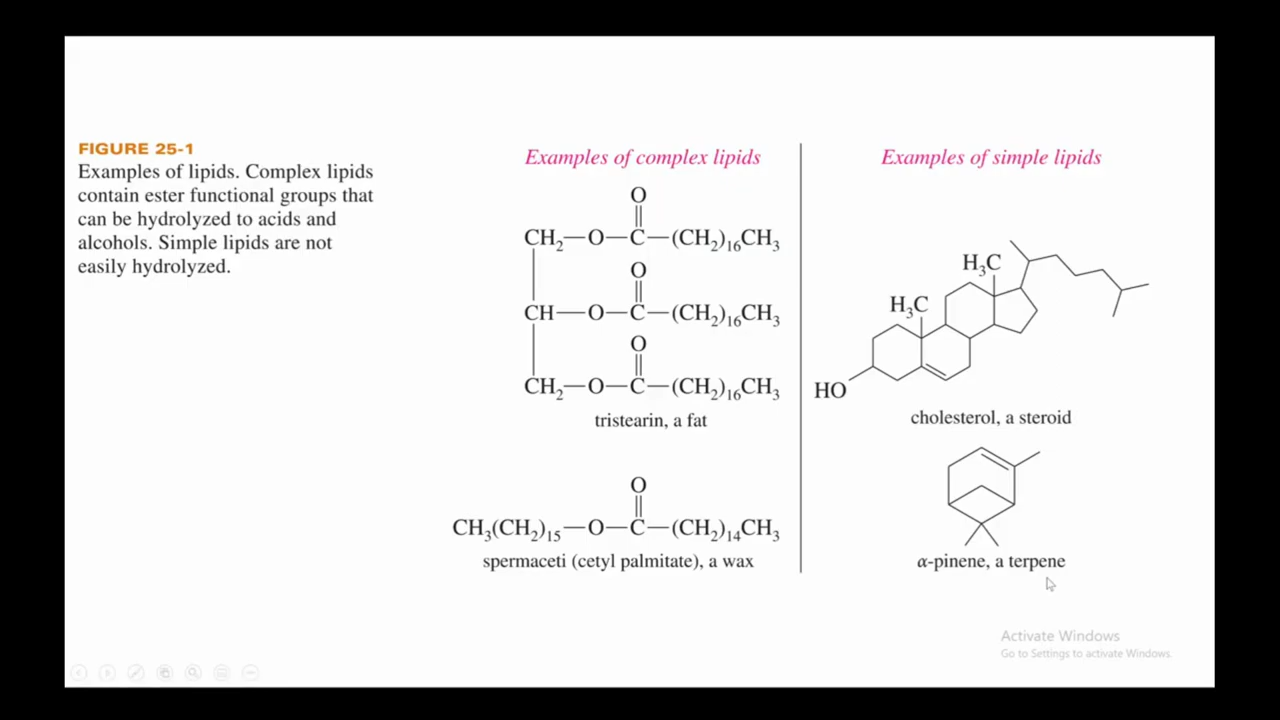 FIGURE 25-1
Examples of lipids. Complex lipids
contain ester functional groups that
can be hydrolyzed to acids and
alcohols. Simple lipids are not
easily hydrolyzed.
Examples of complex lipids
O
CH₂—O—C—(CH₂)₁₆CH₃
O
CH—O—C—(CH₂)₁₆CH₃
O
CH₂—O—C—(CH₂)₁₆CH₃
tristearin, a fat
O
CH₃(CH₂)₁₅—O—C—(CH₂)₁₄CH₃
spermaceti (cetyl palmitate), a wax
Examples of simple lipids
H₃C
H₃C
HO
cholesterol, a steroid
α-pinene, a terpene
Activate Windows
Go to Settings to activate Windows.